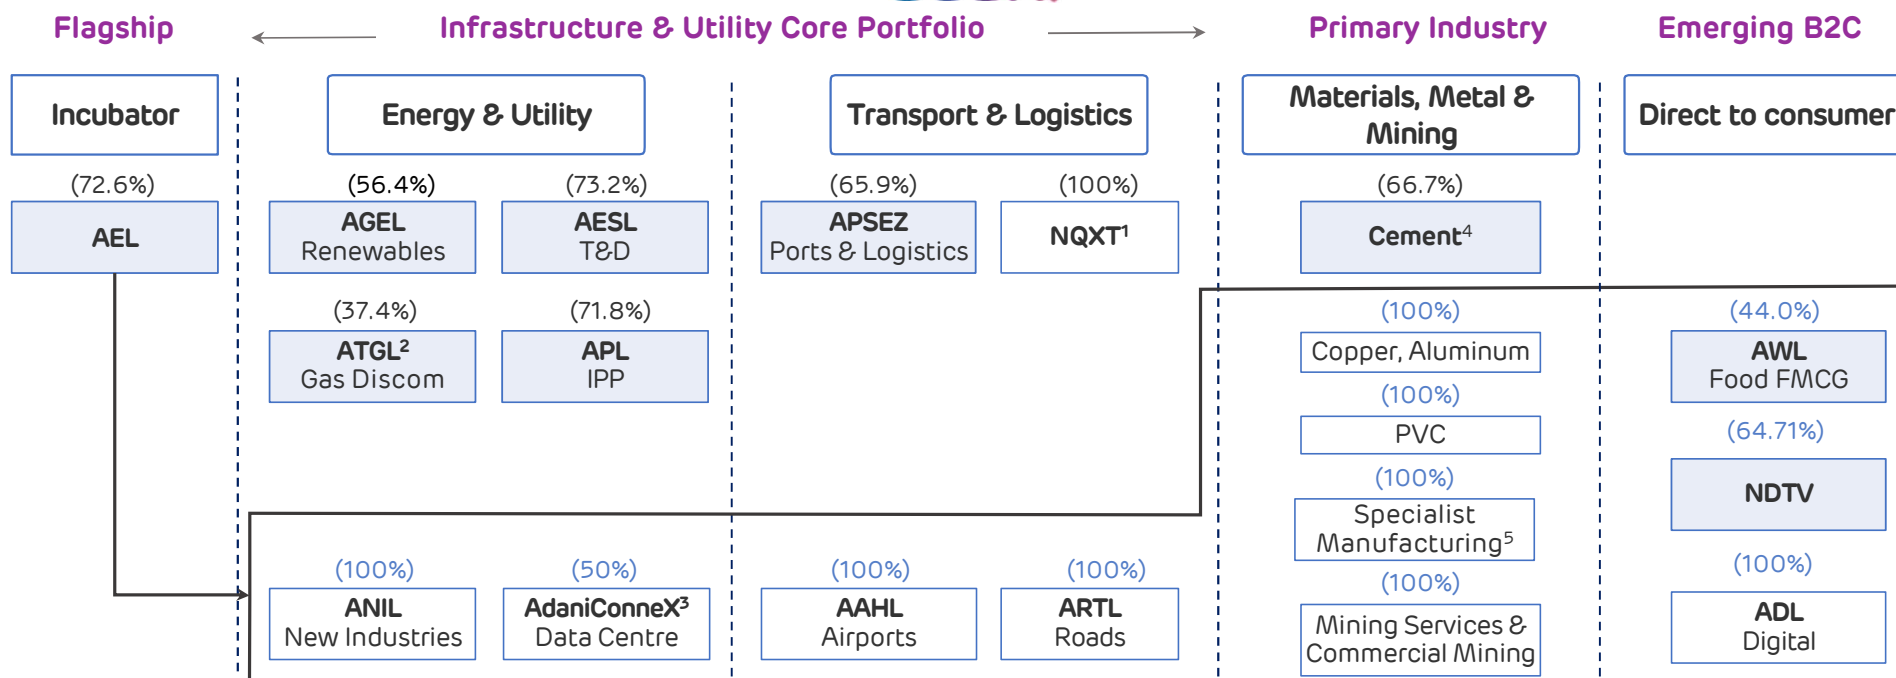 Flagship
Infrastructure & Utility Core Portfolio
Primary Industry
Emerging B2C
Incubator
Energy & Utility
Transport & Logistics
Materials, Metal &
Mining
Direct to consumer
(72.6%)
AEL
(56.4%)
AGEL
Renewables
(73.2%)
AESL
T&D
(65.9%)
APSEZ
Ports & Logistics
(100%)
NQXT¹
(66.7%)
Cement⁴
(37.4%)
ATGL²
Gas Discom
(71.8%)
APL
IPP
(100%)
Copper, Aluminum
(100%)
PVC
(100%)
Specialist
Manufacturing⁵
(100%)
Mining Services &
Commercial Mining
(44.0%)
AWL
Food FMCG
(64.71%)
NDTV
(100%)
ADL
Digital
(100%)
ANIL
New Industries
(50%)
AdaniConneX³
Data Centre
(100%)
AAHL
Airports
(100%)
ARTL
Roads